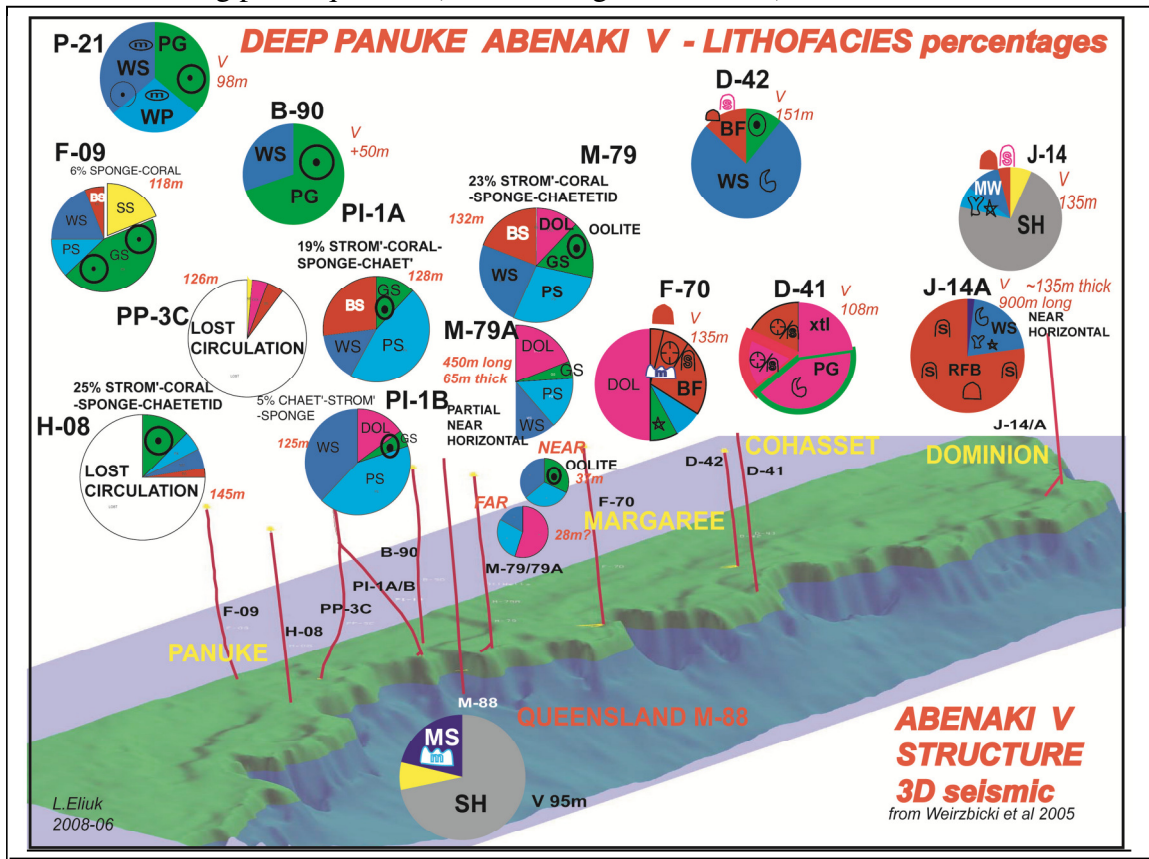 DEEP PANUKE ABENAKI V - LITHOFACIES percentages
P-21
WS
PG
WP
V
98m
B-90
WS
PG
V
+50m
D-42
BF
WS
V
151m
J-14
MW
SH
V
135m
F-09
6% SPONGE-CORAL
118m
BS
SS
WS
PS
GS
M-79
23% STROM'-CORAL
-SPONGE-CHAETETID
132m
OOLITE
BS
DOL
GS
WS
PS
PI-1A
19% STROM'-CORAL-
SPONGE-CHAET'
128m
BS
GS
WS
PS
PP-3C
126m
LOST
CIRCULATION
M-79A
450m long
65m thick
DOL
GS
PS
WS
PARTIAL
NEAR
HORIZONTAL
F-70
V
135m
DOL
BF
m
D-41
V
108m
xtl
PG
J-14A
V
900m long
~135m thick
NEAR
HORIZONTAL
WS
RFB
H-08
25% STROM'-CORAL
-SPONGE-CHAETETID
LOST
CIRCULATION
145m
PI-1B
5% CHAET'-STROM'
-SPONGE
125m
DOL
GS
WS
PS
NEAR
OOLITE
37m
FAR
28m?
M-79/79A
PANUKE
MARGAREE
COHASSET
DOMINION
F-09
H-08
PP-3C
PI-1A/B
B-90
F-70
D-42
D-41
J-14/A
M-88
QUEENSLAND M-88
MS
m
SH
V 95m
ABENAKI V
STRUCTURE
3D seismic
from Weirzbicki et al 2005
L.Eliuk
2008-06